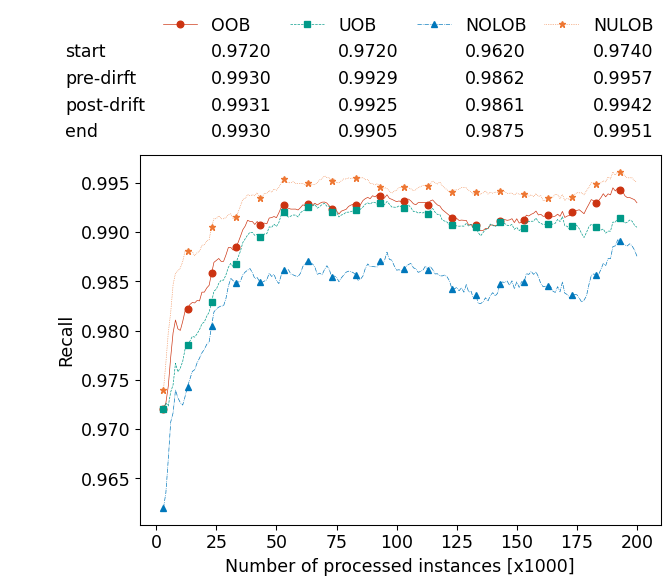 OOB UOB NOLOB NULOB
start 0.9720 0.9720 0.9620 0.9740
pre-dirft 0.9930 0.9929 0.9862 0.9957
post-drift 0.9931 0.9925 0.9861 0.9942
end 0.9930 0.9905 0.9875 0.9951
0.995
0.990
0.985
0.980
0.975
0.970
0.965
Recall
0 25 50 75 100 125 150 175 200
Number of processed instances [x1000]